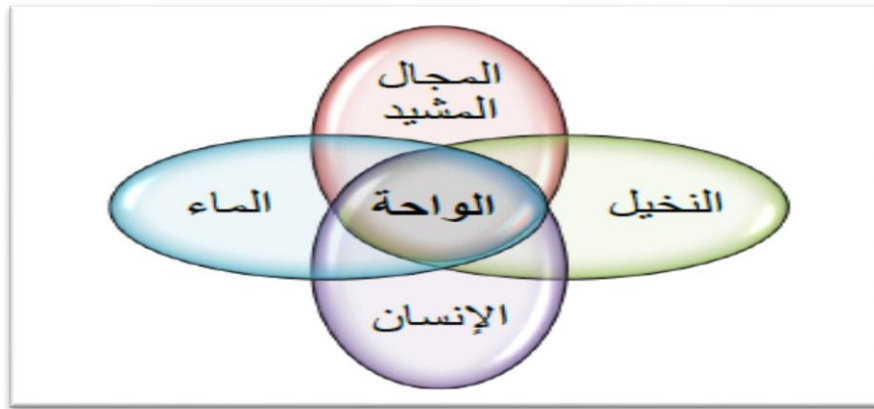 المجال
المشيد
النخيل
الواحة
الماء
الإنسان